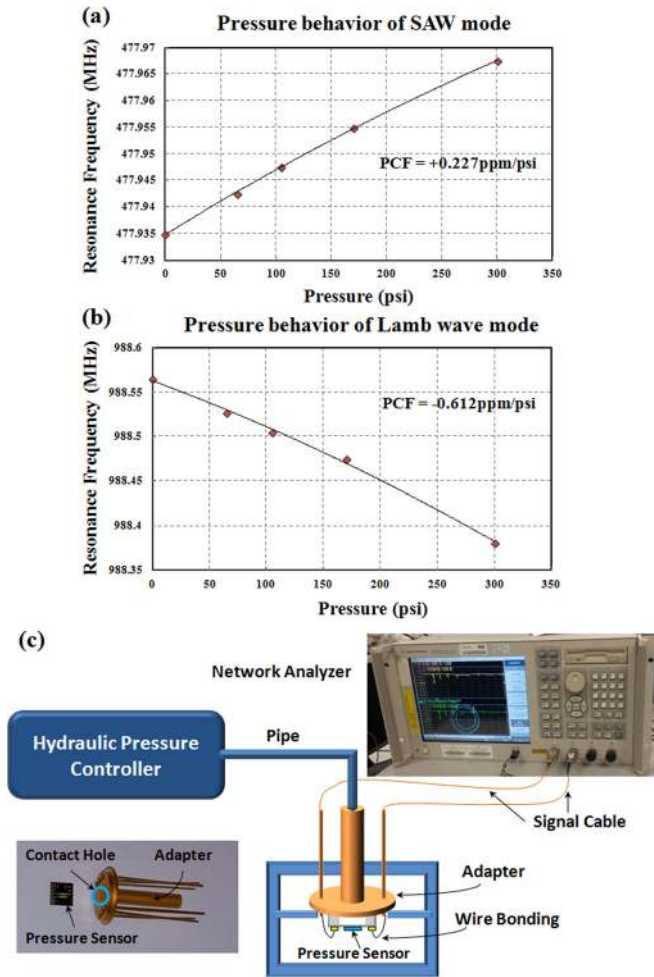 (a)
Pressure behavior of SAW mode
Resonance Frequency (MHz)
477.97
477.965
477.96
477.955
477.95
477.945
477.94
477.935
477.93
PCF = +0.227ppm/psi
0 50 100 150 200 250 300 350
Pressure (psi)
(b)
Pressure behavior of Lamb wave mode
Resonance Frequency (MHz)
988.6
988.55
988.5
988.45
988.4
988.35
PCF = -0.612ppm/psi
0 50 100 150 200 250 300 350
Pressure (psi)
(c)
Network Analyzer
Hydraulic Pressure
Controller
Pipe
Signal Cable
Contact Hole
Adapter
Pressure Sensor
Adapter
Wire Bonding
Pressure Sensor